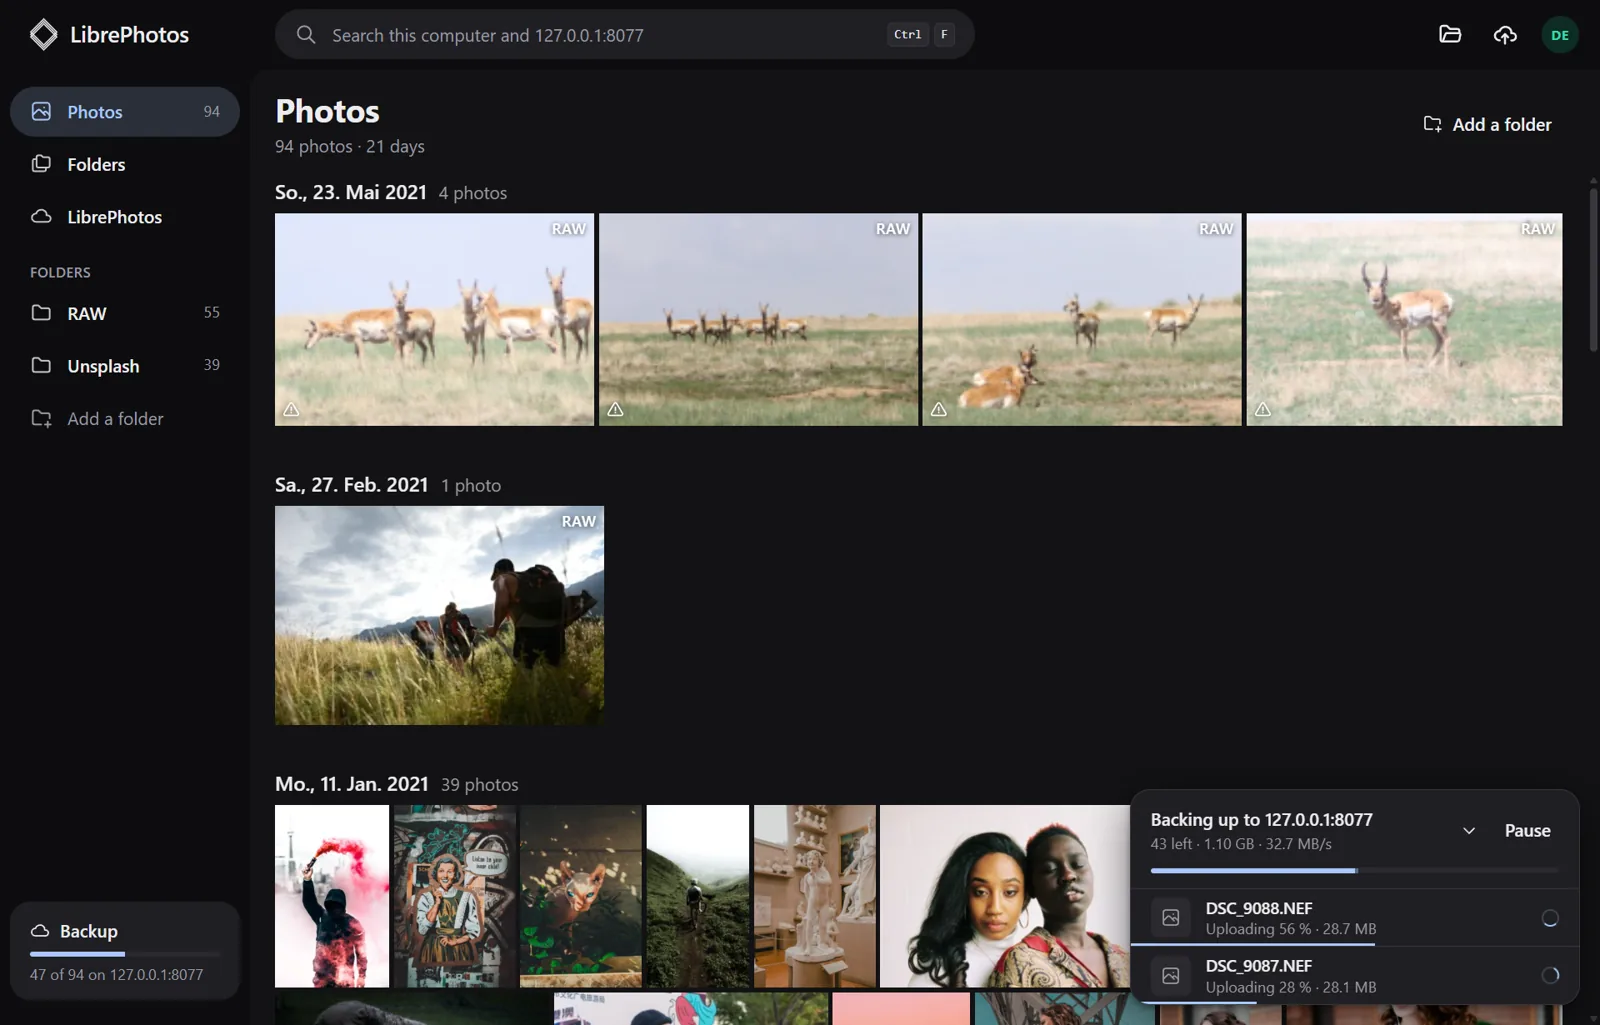 LibrePhotos
Search this computer and 127.0.0.1:8077
Ctrl F
DE
Photos 94
Folders
LibrePhotos
FOLDERS
RAW 55
Unsplash 39
Add a folder
Backup
47 of 94 on 127.0.0.1:8077
Photos
94 photos · 21 days
Add a folder
So., 23. Mai 2021 4 photos
RAW
RAW
RAW
RAW
Sa., 27. Feb. 2021 1 photo
RAW
Mo., 11. Jan. 2021 39 photos
Backing up to 127.0.0.1:8077
43 left · 1.10 GB · 32.7 MB/s
Pause
DSC_9088.NEF
Uploading 56 % · 28.7 MB
DSC_9087.NEF
Uploading 28 % · 28.1 MB